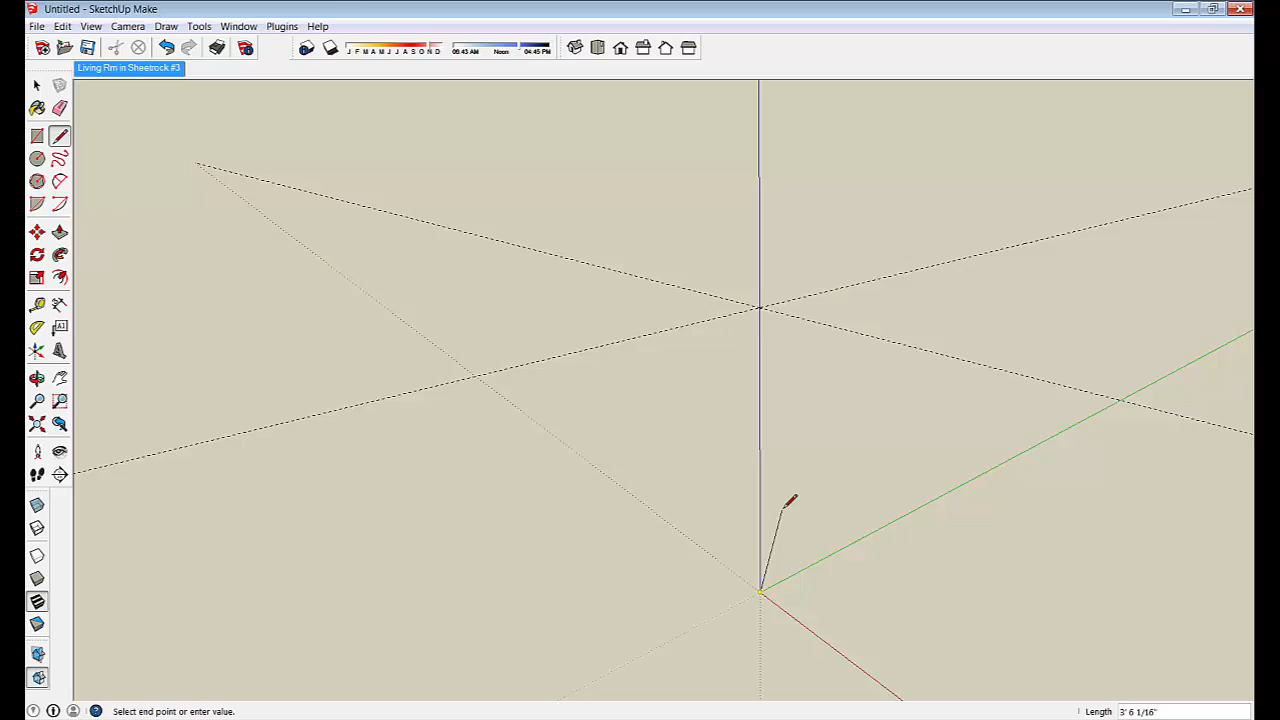 Untitled - SketchUp Make
File Edit View Camera Draw Tools Window Plugins Help
J F M A M J J A S O N D
06:43 AM Noon 04:45 PM
Living Rm in Sheetrock #3
A1
Select end point or enter value.
Length 3' 6 1/16"